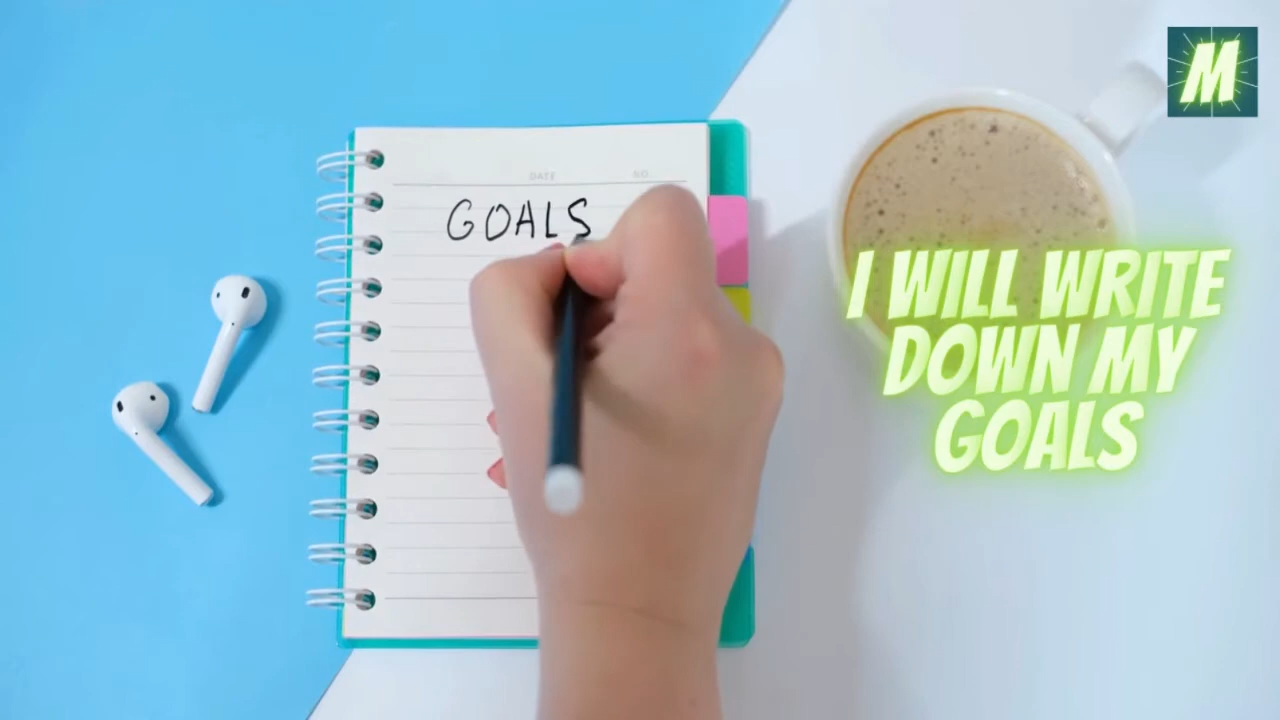 M
DATE NO.
GOALS
I WILL WRITE
DOWN MY
GOALS